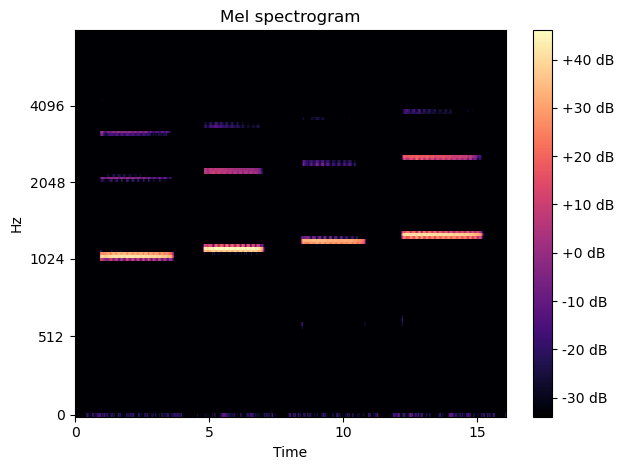 Mel spectrogram
Hz
4096
2048
1024
512
0
0
5
10
15
Time
+40 dB
+30 dB
+20 dB
+10 dB
+0 dB
-10 dB
-20 dB
-30 dB